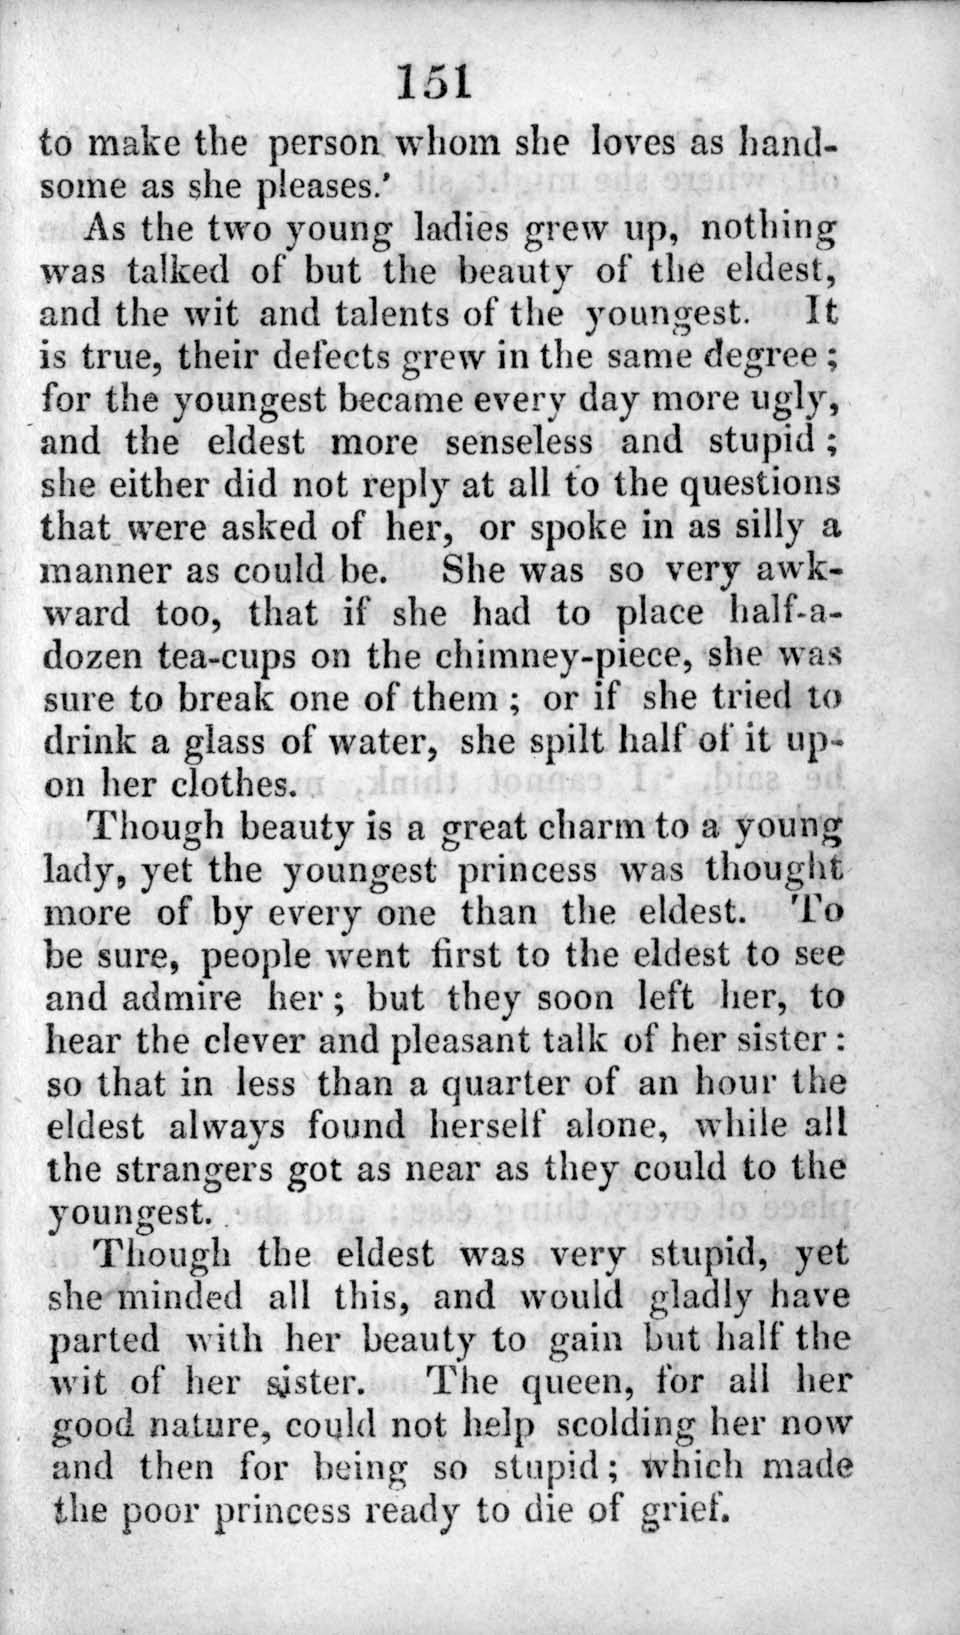 151
to make the person whom she loves as hand-
some as she pleases.'
As the two young ladies grew up, nothing
was talked of but the beauty of the eldest,
and the wit and talents of the youngest. It
is true, their defects grew in the same degree ;
for the youngest became every day more ugly,
and the eldest more senseless and stupid ;
she either did not reply at all to the questions
that were asked of her, or spoke in as silly a
manner as could be. She was so very awk-
ward too, that if she had to place half-a-
dozen tea-cups on the chimney-piece, she was
sure to break one of them ; or if she tried to
drink a glass of water, she spilt half of it up-
on her clothes.
Though beauty is a great charm to a young
lady, yet the youngest princess was thought
more of by every one than the eldest. To
be sure, people went first to the eldest to see
and admire her ; but they soon left her, to
hear the clever and pleasant talk of her sister :
so that in less than a quarter of an hour the
eldest always found herself alone, while all
the strangers got as near as they could to the
youngest.
Though the eldest was very stupid, yet
she minded all this, and would gladly have
parted with her beauty to gain but half the
wit of her sister. The queen, for all her
good nature, could not help scolding her now
and then for being so stupid ; which made
the poor princess ready to die of grief.